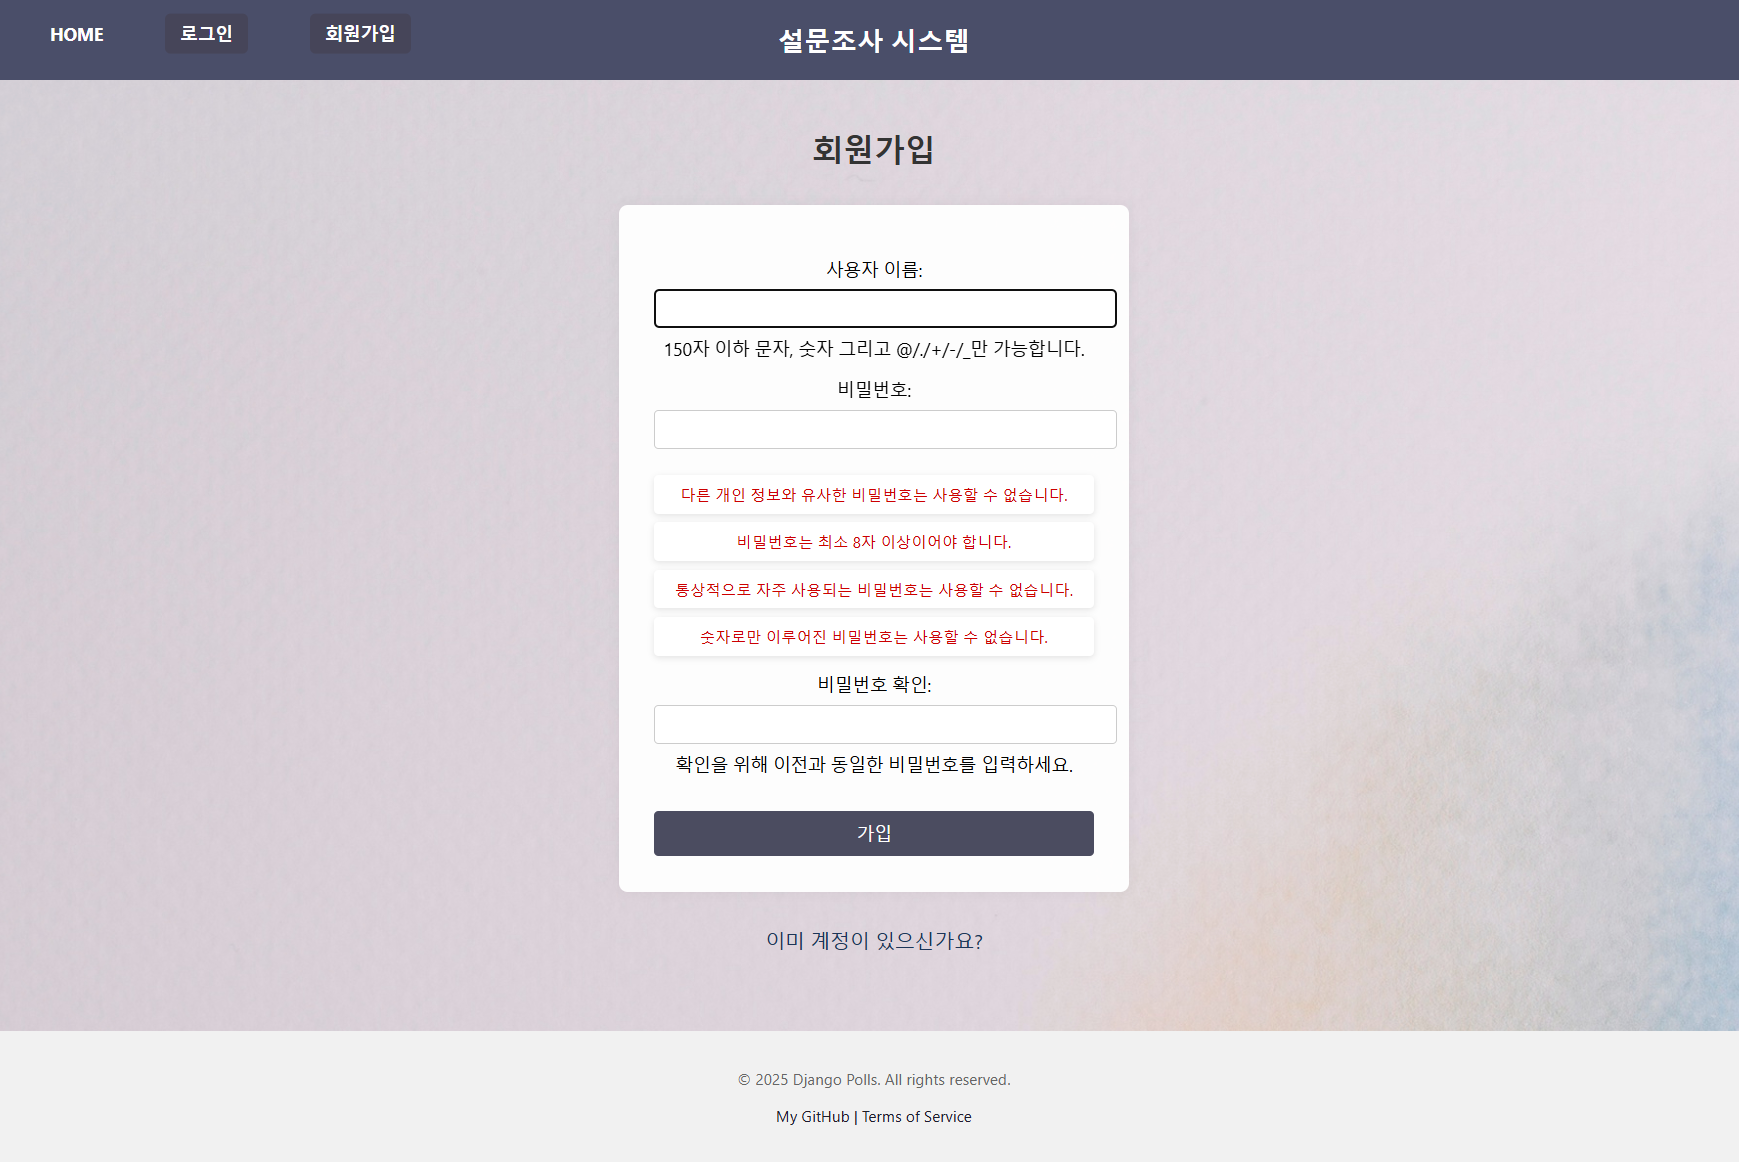 HOME
로그인
회원가입
설문조사 시스템
회원가입
사용자 이름:
150자 이하 문자, 숫자 그리고 @/./+/-/_만 가능합니다.
비밀번호:
다른 개인 정보와 유사한 비밀번호는 사용할 수 없습니다.
비밀번호는 최소 8자 이상이어야 합니다.
통상적으로 자주 사용되는 비밀번호는 사용할 수 없습니다.
숫자로만 이루어진 비밀번호는 사용할 수 없습니다.
비밀번호 확인:
확인을 위해 이전과 동일한 비밀번호를 입력하세요.
가입
이미 계정이 있으신가요?
© 2025 Django Polls. All rights reserved.
My GitHub | Terms of Service